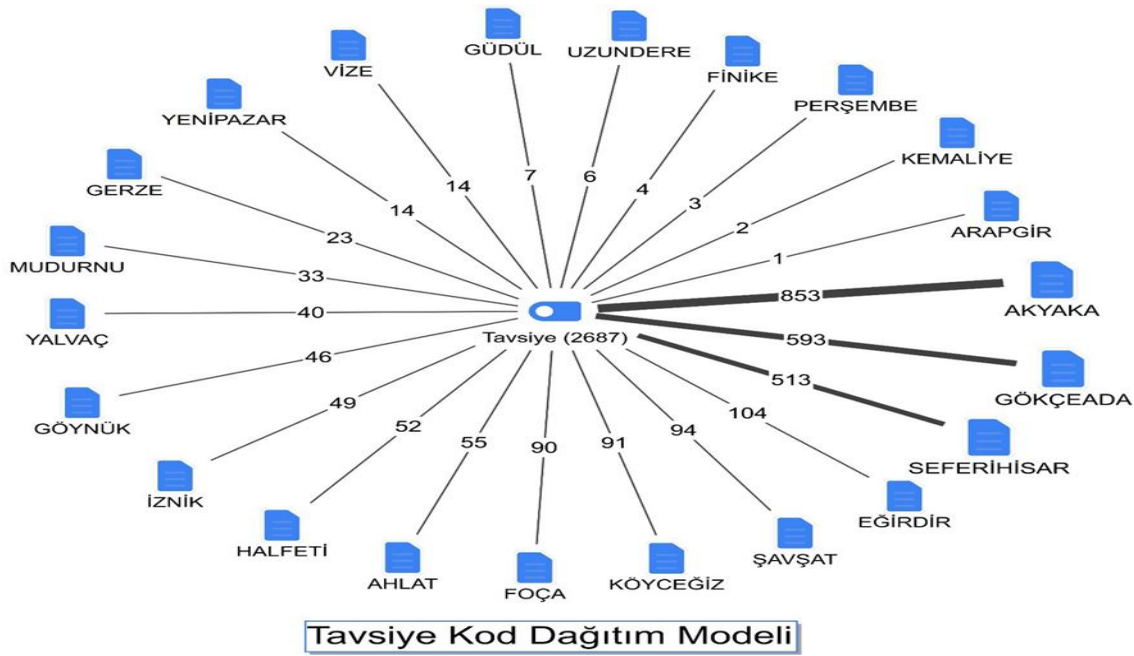 GÜDÜL
UZUNDERE
VİZE
FİNİKE
YENİPAZAR
PERŞEMBE
KEMALİYE
GERZE
ARAPGİR
MUDURNU
AKYAKA
YALVAÇ
GÖKÇEADA
GÖYNÜK
SEFERIHİSAR
İZNİK
EĞİRDİR
HALFETİ
ŞAVŞAT
AHLAT
FOÇA
KÖYCEĞİZ
7
6
14
4
14
3
2
23
1
33
853
40
593
46
513
49
104
52
94
55
90
91
Tavsiye (2687)
Tavsiye Kod Dağıtım Modeli